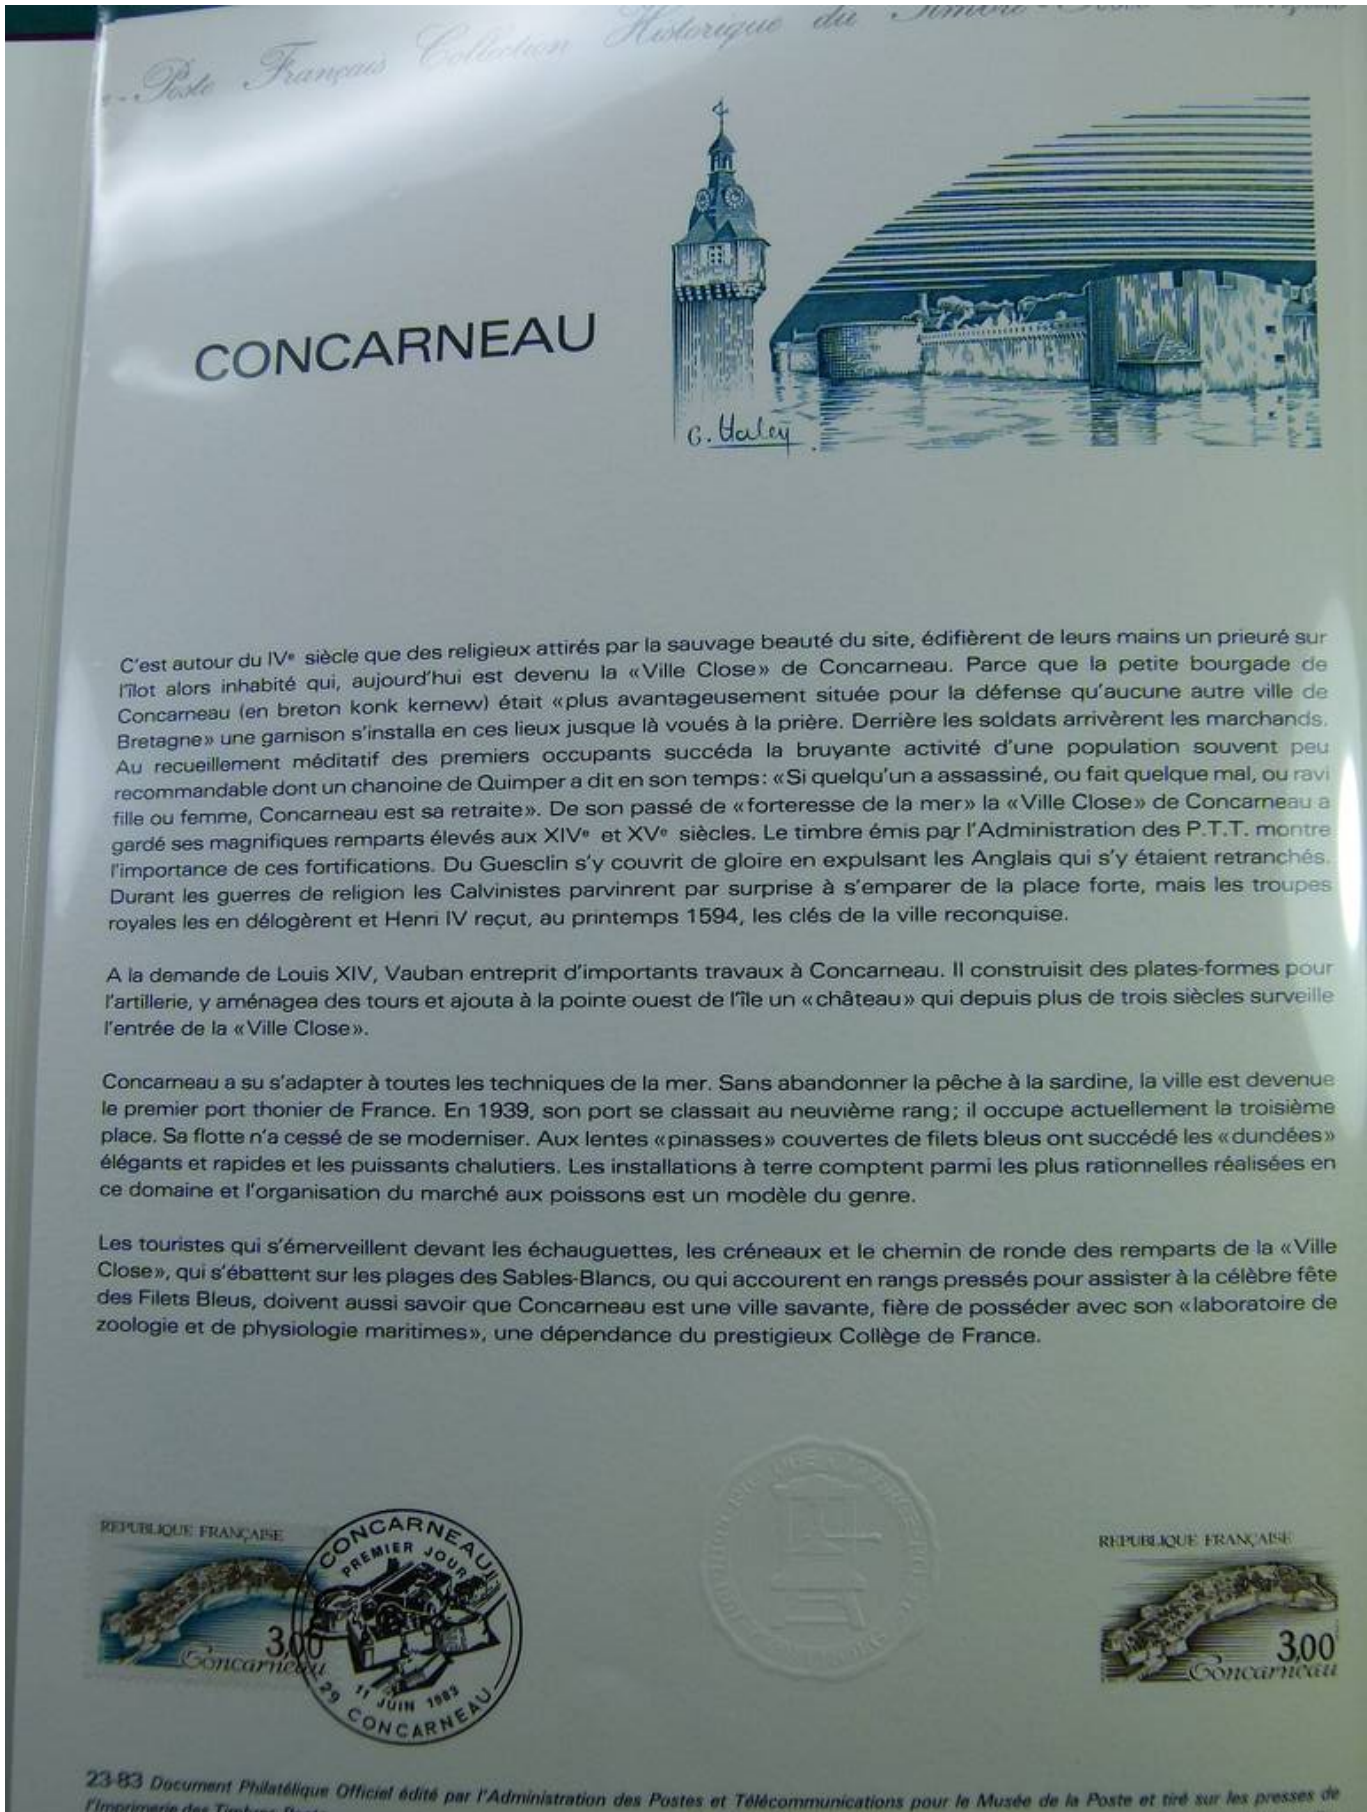 -Poste Français Collection Historique du Timbre-Poste
CONCARNEAU
C. Haley
C'est autour du IVᵉ siècle que des religieux attirés par la sauvage beauté du site, édifièrent de leurs mains un prieuré sur
l'îlot alors inhabité qui, aujourd'hui est devenu la «Ville Close» de Concarneau. Parce que la petite bourgade de
Concarneau (en breton konk kernew) était «plus avantageusement située pour la défense qu'aucune autre ville de
Bretagne» une garnison s'installa en ces lieux jusque là voués à la prière. Derrière les soldats arrivèrent les marchands.
Au recueillement méditatif des premiers occupants succéda la bruyante activité d'une population souvent peu
recommandable dont un chanoine de Quimper a dit en son temps: «Si quelqu'un a assassiné, ou fait quelque mal, ou ravi
fille ou femme, Concarneau est sa retraite». De son passé de «forteresse de la mer» la «Ville Close» de Concarneau a
gardé ses magnifiques remparts élevés aux XIVᵉ et XVᵉ siècles. Le timbre émis par l'Administration des P.T.T. montre
l'importance de ces fortifications. Du Guesclin s'y couvrit de gloire en expulsant les Anglais qui s'y étaient retranchés.
Durant les guerres de religion les Calvinistes parvinrent par surprise à s'emparer de la place forte, mais les troupes
royales les en délogèrent et Henri IV reçut, au printemps 1594, les clés de la ville reconquise.
A la demande de Louis XIV, Vauban entreprit d'importants travaux à Concarneau. Il construisit des plates-formes pour
l'artillerie, y aménagea des tours et ajouta à la pointe ouest de l'île un «château» qui depuis plus de trois siècles surveille
l'entrée de la «Ville Close».
Concarneau a su s'adapter à toutes les techniques de la mer. Sans abandonner la pêche à la sardine, la ville est devenue
le premier port thonier de France. En 1939, son port se classait au neuvième rang; il occupe actuellement la troisième
place. Sa flotte n'a cessé de se moderniser. Aux lentes «pinasses» couvertes de filets bleus ont succédé les «dundées»
élégants et rapides et les puissants chalutiers. Les installations à terre comptent parmi les plus rationnelles réalisées en
ce domaine et l'organisation du marché aux poissons est un modèle du genre.
Les touristes qui s'émerveillent devant les échauguettes, les créneaux et le chemin de ronde des remparts de la «Ville
Close», qui s'ébattent sur les plages des Sables-Blancs, ou qui accourent en rangs pressés pour assister à la célèbre fête
des Filets Bleus, doivent aussi savoir que Concarneau est une ville savante, fière de posséder avec son «laboratoire de
zoologie et de physiologie maritimes», une dépendance du prestigieux Collège de France.
REPUBLIQUE FRANÇAISE
3,00
Concarneau
CONCARNEAU
PREMIER JOUR
11 JUIN 1983
29 CONCARNEAU
REPUBLIQUE FRANÇAISE
3,00
Concarneau
23-83 Document Philatélique Officiel édité par l'Administration des Postes et Télécommunications pour le Musée de la Poste et tiré sur les presses de
l'Imprimerie des Timbres-Poste